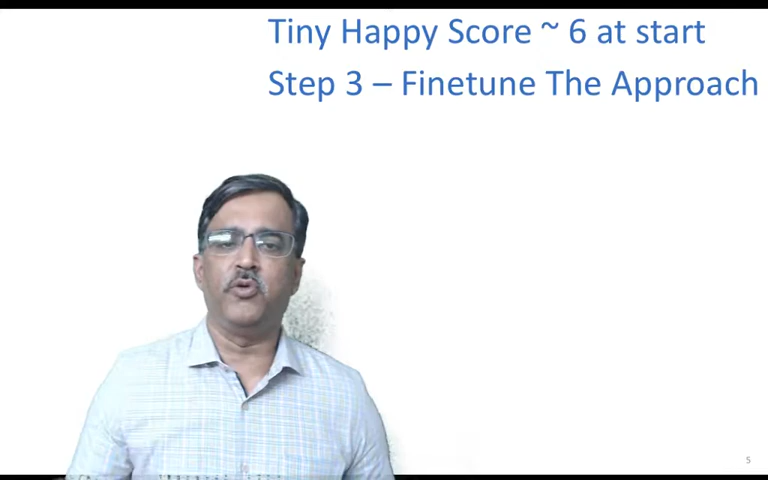 Tiny Happy Score ~ 6 at start
Step 3 – Finetune The Approach
5